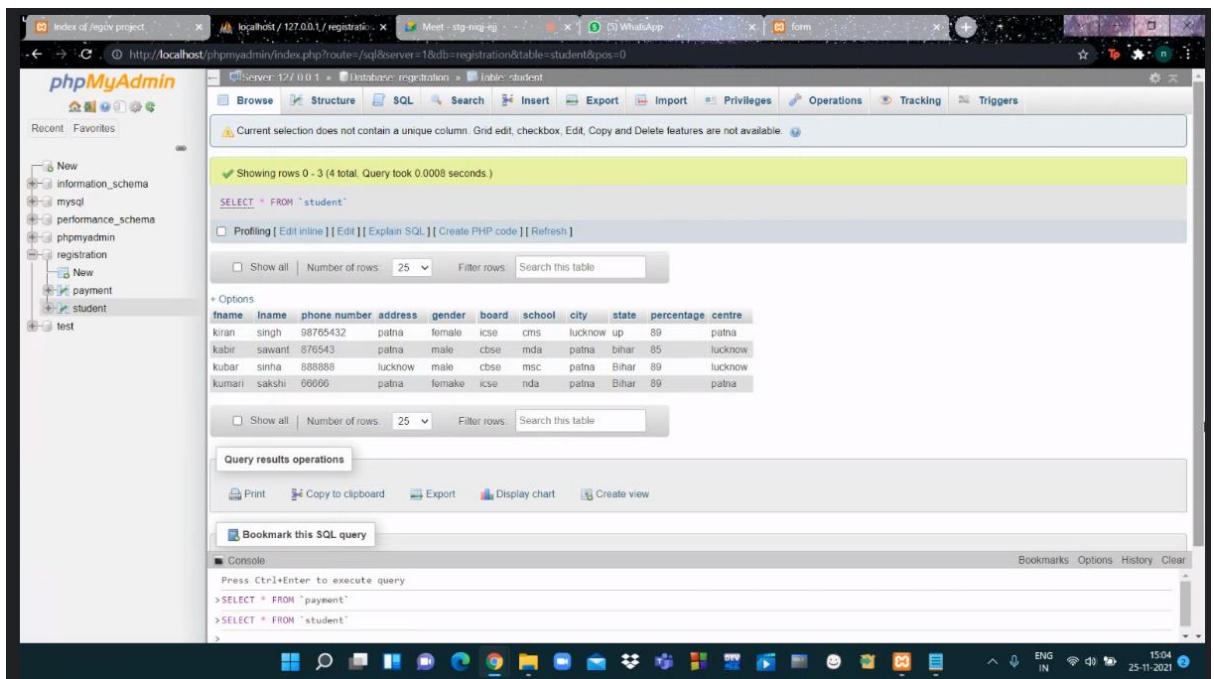 Index of /egov project
localhost / 127.0.0.1 / registratio
Meet - stg-niqj-ejj
(5) WhatsApp
form
http://localhost/phpmyadmin/index.php?route=/sql&server=1&db=registration&table=student&pos=0
phpMyAdmin
Recent Favorites
New
information_schema
mysql
performance_schema
phpmyadmin
registration
New
payment
student
test
Server: 127.0.0.1 » Database: registration » Table: student
Browse Structure SQL Search Insert Export Import Privileges Operations Tracking Triggers
Current selection does not contain a unique column. Grid edit, checkbox, Edit, Copy and Delete features are not available.
Showing rows 0 - 3 (4 total, Query took 0.0008 seconds.)
SELECT * FROM `student`
Profiling [ Edit inline ] [ Edit ] [ Explain SQL ] [ Create PHP code ] [ Refresh ]
Show all | Number of rows: 25 Filter rows: Search this table
+ Options
fname lname phone number address gender board school city state percentage centre
kiran singh 98765432 patna female icse cms lucknow up 89 patna
kabir sawant 876543 patna male cbse mda patna bihar 85 lucknow
kubar sinha 888888 lucknow male cbse msc patna Bihar 89 lucknow
kumari sakshi 66666 patna femake icse nda patna Bihar 89 patna
Show all | Number of rows: 25 Filter rows: Search this table
Query results operations
Print Copy to clipboard Export Display chart Create view
Bookmark this SQL query
Console Bookmarks Options History Clear
Press Ctrl+Enter to execute query
>SELECT * FROM `payment`
>SELECT * FROM `student`
>
ENG
IN
15:04
25-11-2021
2